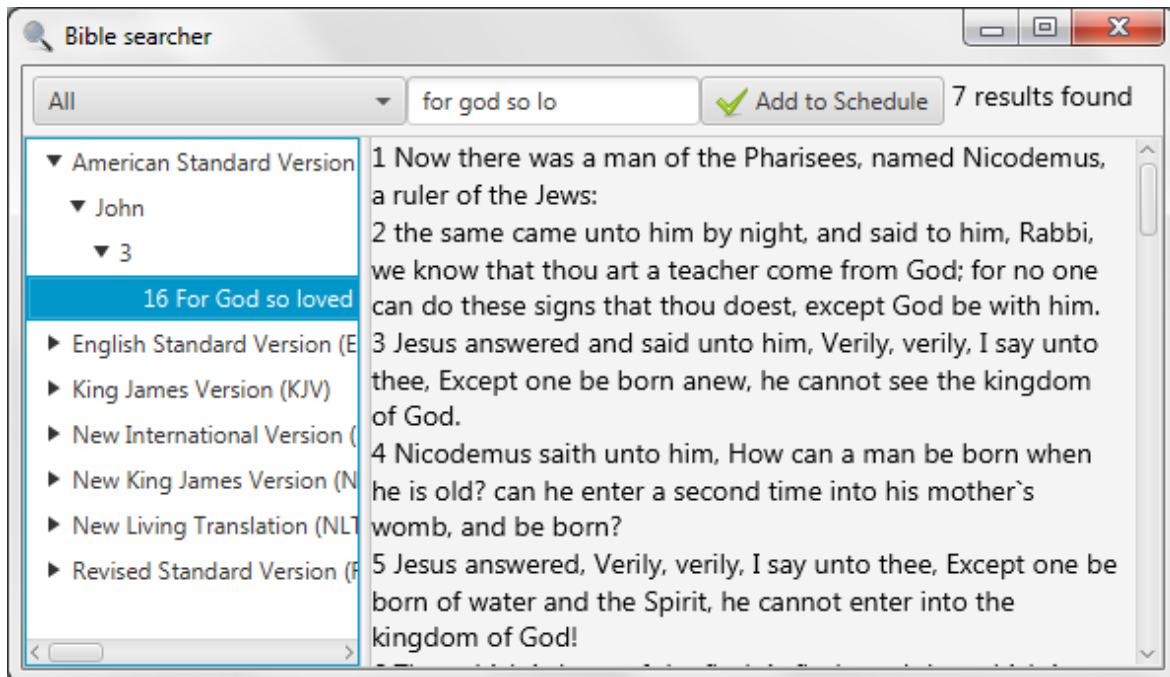 Bible searcher
All
for god so lo
Add to Schedule
7 results found
American Standard Version
John
3
16 For God so loved
English Standard Version (E
King James Version (KJV)
New International Version (
New King James Version (N
New Living Translation (NLT
Revised Standard Version (R
1 Now there was a man of the Pharisees, named Nicodemus,
a ruler of the Jews:
2 the same came unto him by night, and said to him, Rabbi,
we know that thou art a teacher come from God; for no one
can do these signs that thou doest, except God be with him.
3 Jesus answered and said unto him, Verily, verily, I say unto
thee, Except one be born anew, he cannot see the kingdom
of God.
4 Nicodemus saith unto him, How can a man be born when
he is old? can he enter a second time into his mother`s
womb, and be born?
5 Jesus answered, Verily, verily, I say unto thee, Except one be
born of water and the Spirit, he cannot enter into the
kingdom of God!